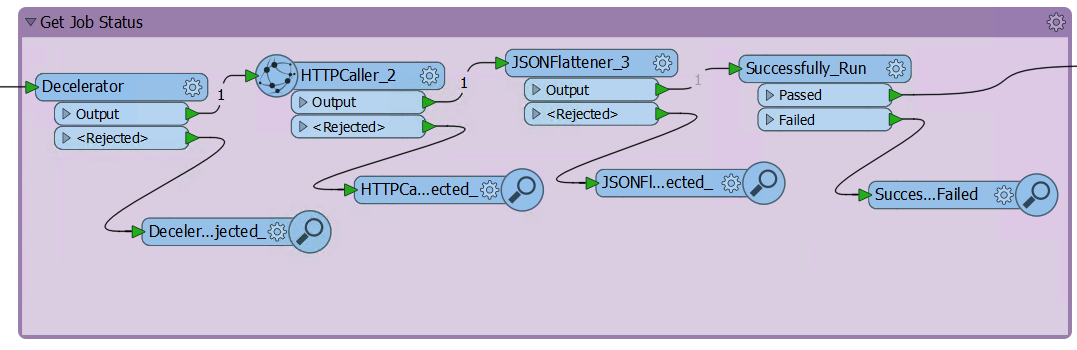 Get Job Status
Decelerator
Output
<Rejected>
1
HTTPCaller_2
Output
<Rejected>
1
JSONFlattener_3
Output
<Rejected>
1
Successfully_Run
Passed
Failed
Deceler...jected_
HTTPCa...ected_
JSONFl...ected_
Succes...Failed